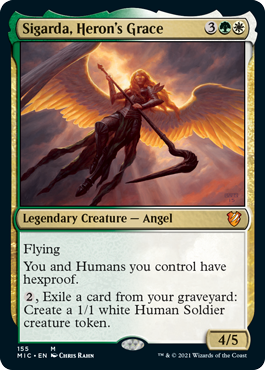 Sigarda, Heron's Grace 3
Legendary Creature — Angel
Flying
You and Humans you control have
hexproof.
2, Exile a card from your graveyard:
Create a 1/1 white Human Soldier
creature token.
4/5
155 M
MIC • EN Chris Rahn
™ & © 2021 Wizards of the Coast